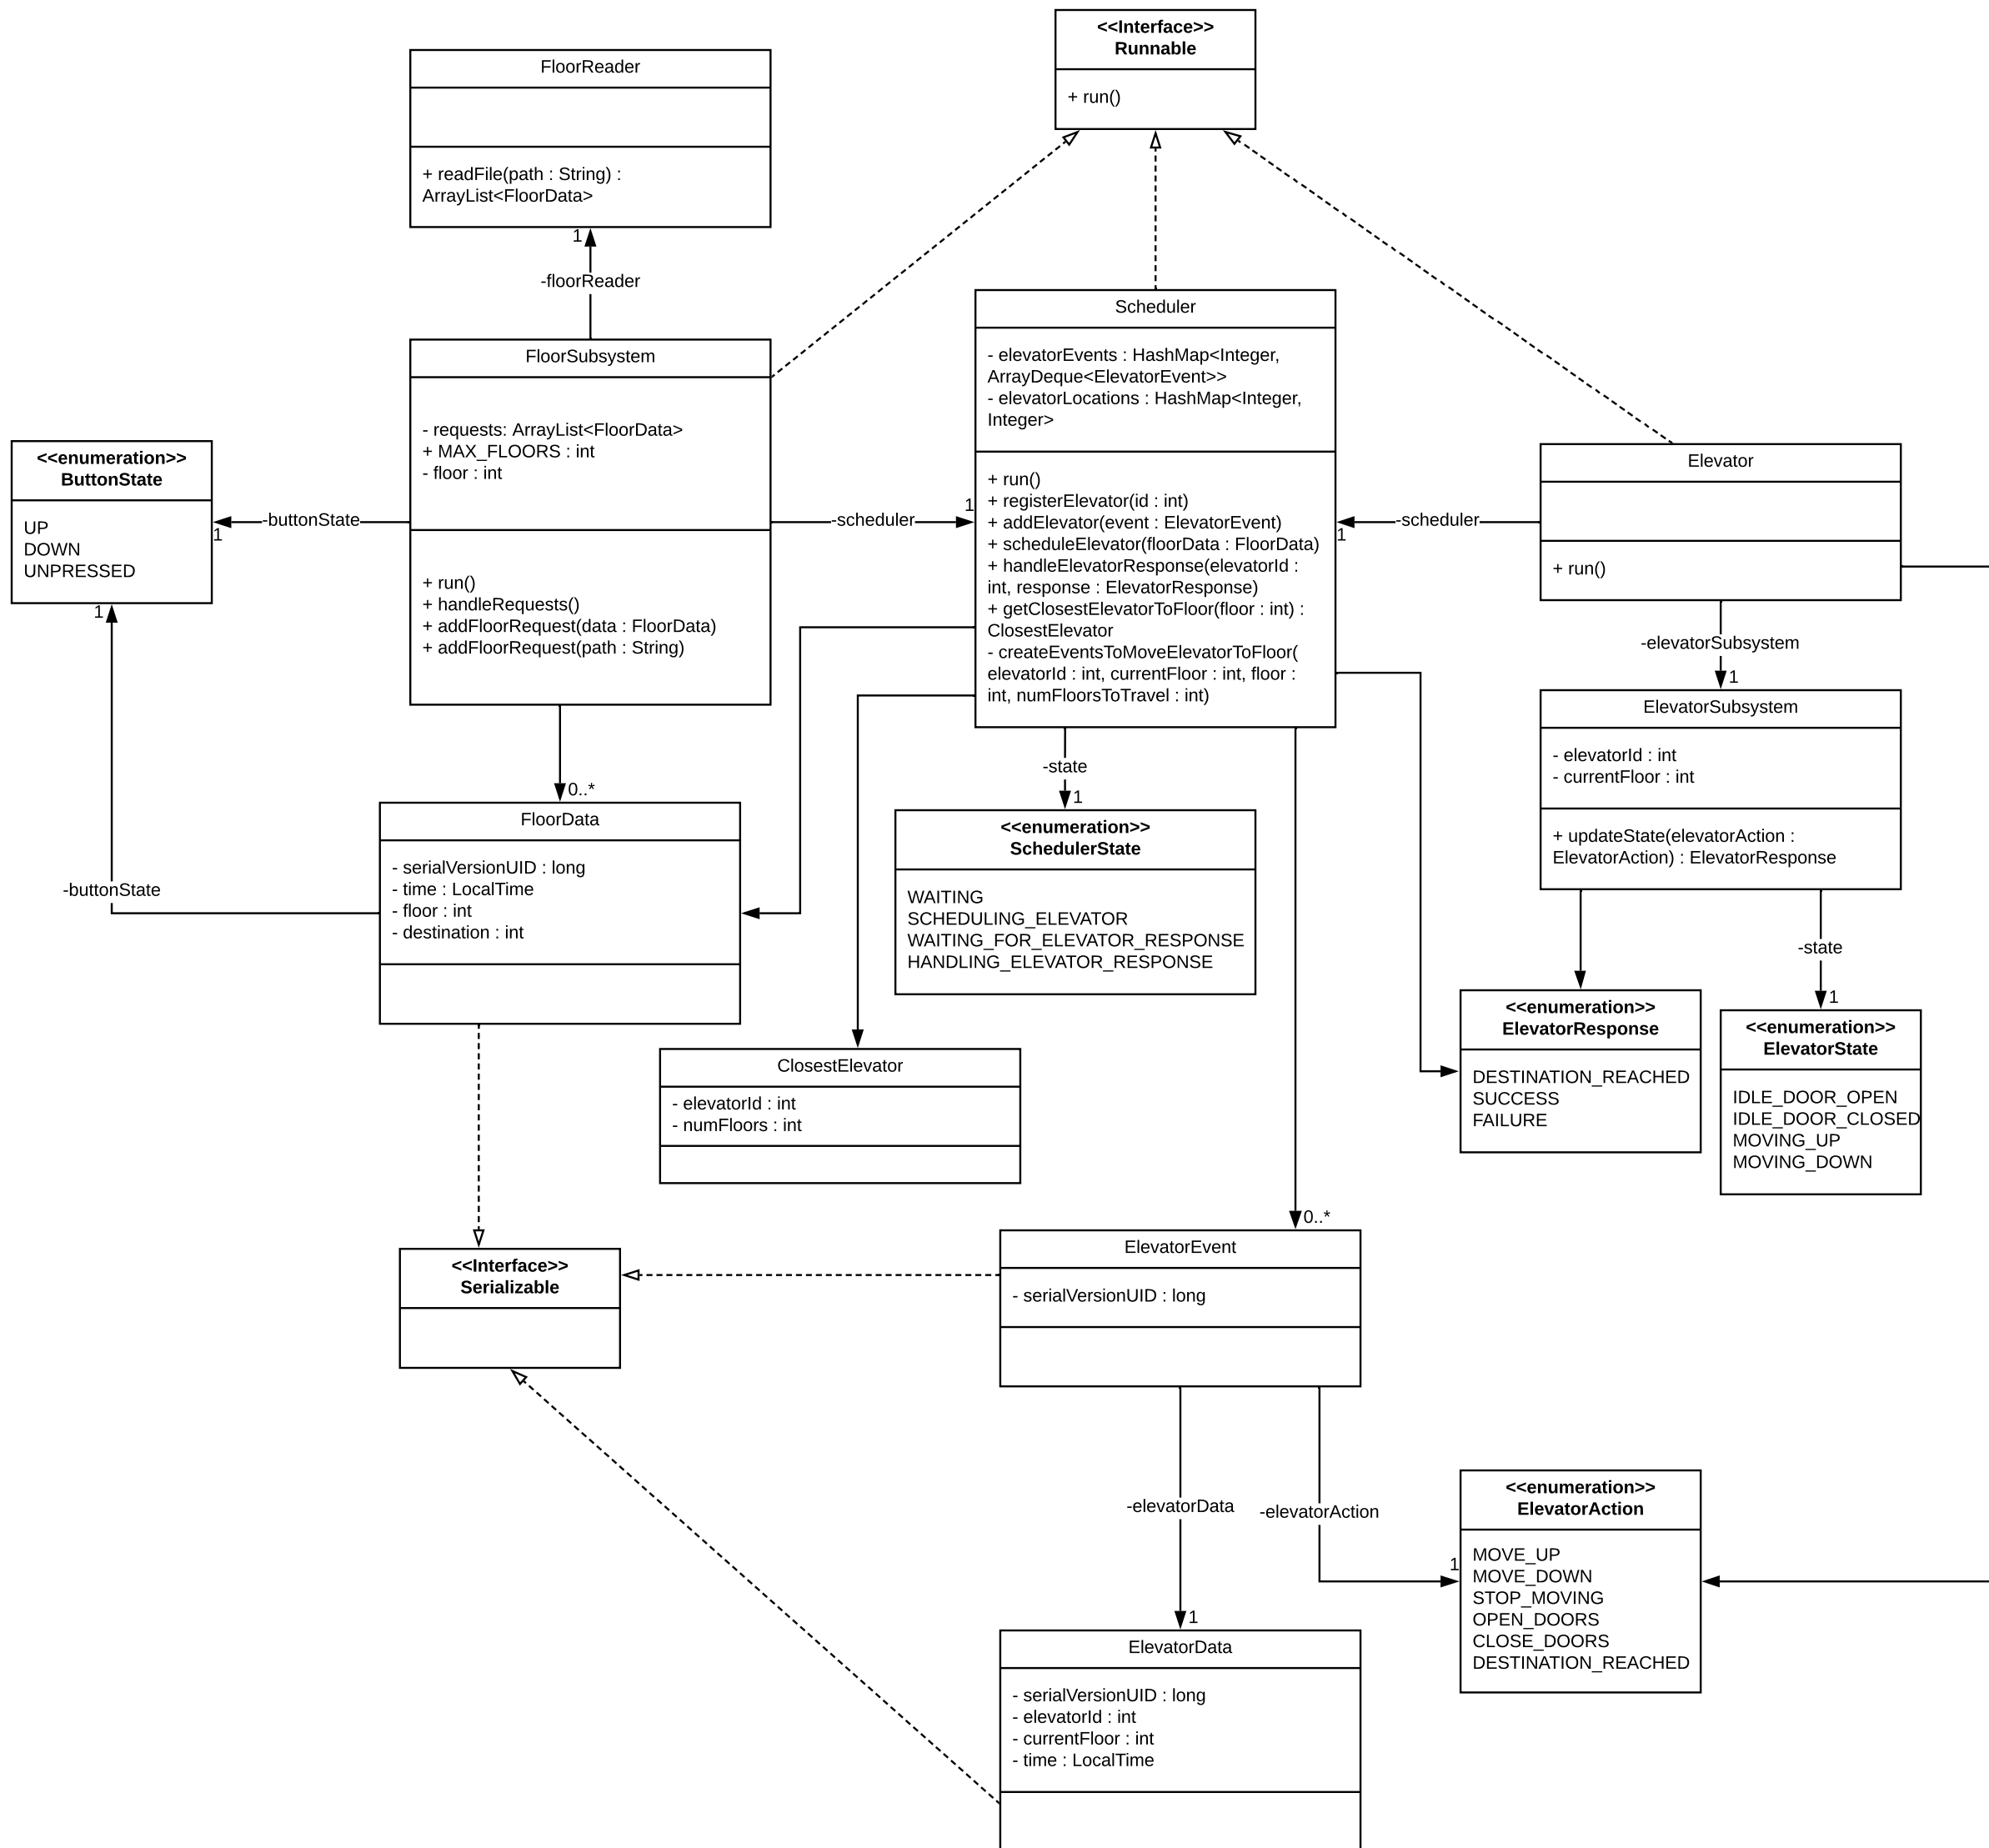 <<Interface>>
Runnable
+ run()
FloorReader
+ readFile(path : String) :
ArrayList<FloorData>
1
-floorReader
FloorSubsystem
- requests: ArrayList<FloorData>
+ MAX_FLOORS : int
- floor : int
+ run()
+ handleRequests()
+ addFloorRequest(data : FloorData)
+ addFloorRequest(path : String)
Scheduler
- elevatorEvents : HashMap<Integer,
ArrayDeque<ElevatorEvent>>
- elevatorLocations : HashMap<Integer,
Integer>
+ run()
+ registerElevator(id : int)
+ addElevator(event : ElevatorEvent)
+ scheduleElevator(floorData : FloorData)
+ handleElevatorResponse(elevatorId :
int, response : ElevatorResponse)
+ getClosestElevatorToFloor(floor : int) :
ClosestElevator
- createEventsToMoveElevatorToFloor(
elevatorId : int, currentFloor : int, floor :
int, numFloorsToTravel : int)
<<enumeration>>
ButtonState
UP
DOWN
UNPRESSED
1
-buttonState
-scheduler
1
1
-scheduler
Elevator
+ run()
-elevatorSubsystem
1
ElevatorSubsystem
- elevatorId : int
- currentFloor : int
+ updateState(elevatorAction :
ElevatorAction) : ElevatorResponse
1
-buttonState
0..*
FloorData
- serialVersionUID : long
- time : LocalTime
- floor : int
- destination : int
-state
1
<<enumeration>>
SchedulerState
WAITING
SCHEDULING_ELEVATOR
WAITING_FOR_ELEVATOR_RESPONSE
HANDLING_ELEVATOR_RESPONSE
-state
1
<<enumeration>>
ElevatorResponse
DESTINATION_REACHED
SUCCESS
FAILURE
<<enumeration>>
ElevatorState
IDLE_DOOR_OPEN
IDLE_DOOR_CLOSED
MOVING_UP
MOVING_DOWN
ClosestElevator
- elevatorId : int
- numFloors : int
0..*
<<Interface>>
Serializable
ElevatorEvent
- serialVersionUID : long
-elevatorData
-elevatorAction
1
1
<<enumeration>>
ElevatorAction
MOVE_UP
MOVE_DOWN
STOP_MOVING
OPEN_DOORS
CLOSE_DOORS
DESTINATION_REACHED
ElevatorData
- serialVersionUID : long
- elevatorId : int
- currentFloor : int
- time : LocalTime